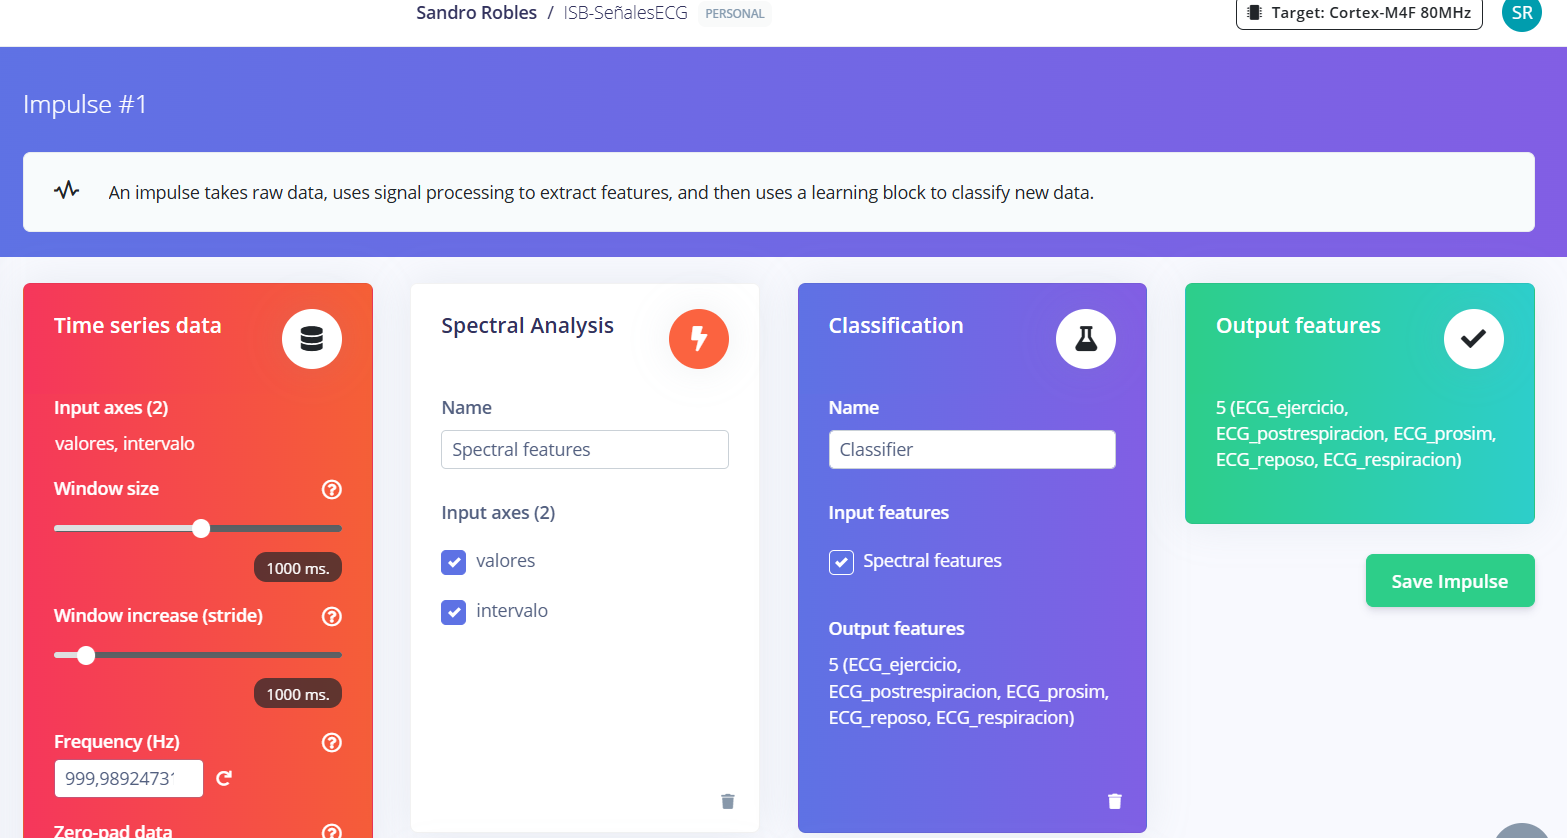 Sandro Robles / ISB-SeñalesECG PERSONAL
Target: Cortex-M4F 80MHz
SR
Impulse #1
An impulse takes raw data, uses signal processing to extract features, and then uses a learning block to classify new data.
Time series data
Input axes (2)
valores, intervalo
Window size
1000 ms.
Window increase (stride)
1000 ms.
Frequency (Hz)
999,9892473
Zero-pad data
Spectral Analysis
Name
Spectral features
Input axes (2)
valores
intervalo
Classification
Name
Classifier
Input features
Spectral features
Output features
5 (ECG_ejercicio,
ECG_postrespiracion, ECG_prosim,
ECG_reposo, ECG_respiracion)
Output features
5 (ECG_ejercicio,
ECG_postrespiracion, ECG_prosim,
ECG_reposo, ECG_respiracion)
Save Impulse